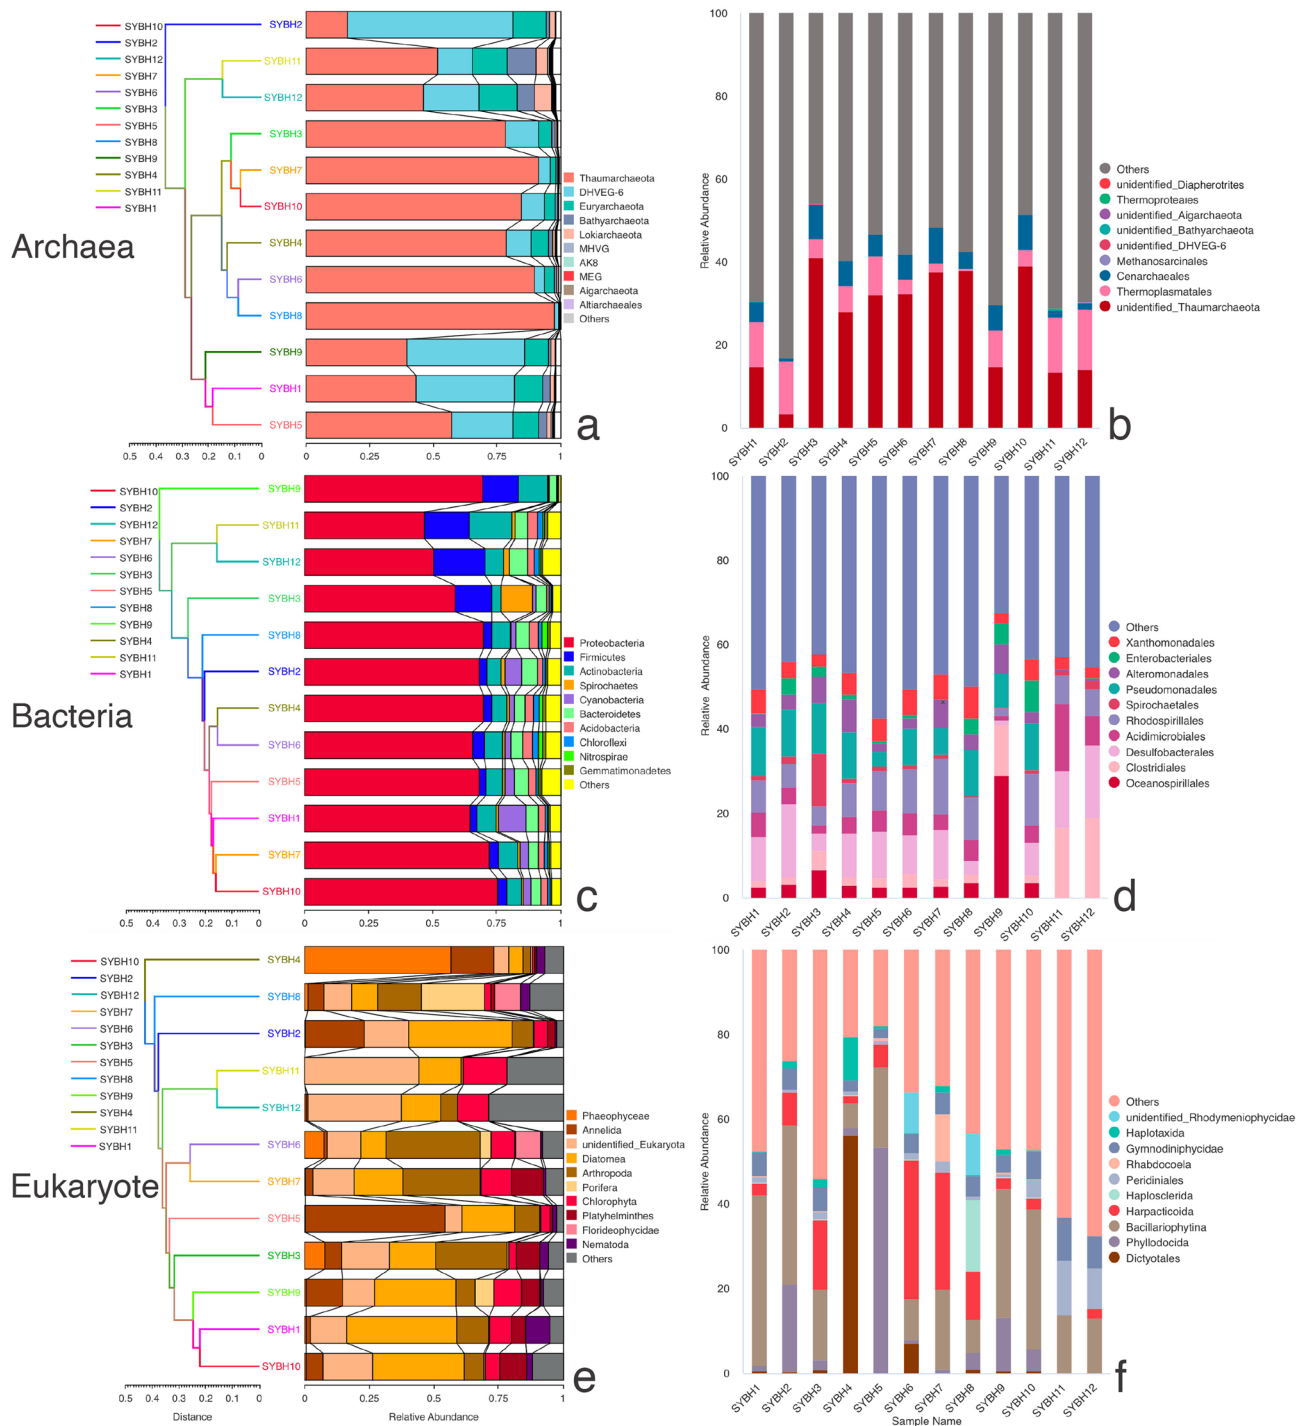 SYBH10
SYBH2
SYBH12
SYBH7
SYBH6
SYBH3
SYBH5
SYBH8
SYBH9
SYBH4
SYBH11
SYBH1
Archaea
SYBH2
SYBH11
SYBH12
SYBH3
SYBH7
SYBH10
SYBH4
SYBH6
SYBH8
SYBH9
SYBH1
SYBH5
0.5 0.4 0.3 0.2 0.1 0
0 0.25 0.5 0.75 1
Thaumarchaeota
DHVEG-6
Euryarchaeota
Bathyarchaeota
Lokiarchaeota
MHVG
AK8
MEG
Aigarchaeota
Altiarchaeales
Others
a
Relative Abundance
100
80
60
40
20
0
SYBH1 SYBH2 SYBH3 SYBH4 SYBH5 SYBH6 SYBH7 SYBH8 SYBH9 SYBH10 SYBH11 SYBH12
Others
unidentified_Diapherotrites
Thermoproteales
unidentified_Aigarchaeota
unidentified_Bathyarchaeota
unidentified_DHVEG-6
Methanosarcinales
Cenarchaeales
Thermoplasmatales
unidentified_Thaumarchaeota
b
SYBH10
SYBH2
SYBH12
SYBH7
SYBH6
SYBH3
SYBH5
SYBH8
SYBH9
SYBH4
SYBH11
SYBH1
Bacteria
SYBH9
SYBH11
SYBH12
SYBH3
SYBH8
SYBH2
SYBH4
SYBH6
SYBH5
SYBH1
SYBH7
SYBH10
0.5 0.4 0.3 0.2 0.1 0
0 0.25 0.5 0.75 1
Proteobacteria
Firmicutes
Actinobacteria
Spirochaetes
Cyanobacteria
Bacteroidetes
Acidobacteria
Chloroflexi
Nitrospirae
Gemmatimonadetes
Others
c
Relative Abundance
100
80
60
40
20
0
SYBH1 SYBH2 SYBH3 SYBH4 SYBH5 SYBH6 SYBH7 SYBH8 SYBH9 SYBH10 SYBH11 SYBH12
Others
Xanthomonadales
Enterobacteriales
Alteromonadales
Pseudomonadales
Spirochaetales
Rhodospirillales
Acidimicrobiales
Desulfobacterales
Clostridiales
Oceanospirillales
d
SYBH10
SYBH2
SYBH12
SYBH7
SYBH6
SYBH3
SYBH5
SYBH8
SYBH9
SYBH4
SYBH11
SYBH1
Eukaryote
SYBH4
SYBH8
SYBH2
SYBH11
SYBH12
SYBH6
SYBH7
SYBH5
SYBH3
SYBH9
SYBH1
SYBH10
0.5 0.4 0.3 0.2 0.1 0
Distance
0 0.25 0.5 0.75 1
Relative Abundance
Phaeophyceae
Annelida
unidentified_Eukaryota
Diatomea
Arthropoda
Porifera
Chlorophyta
Platyhelminthes
Florideophycidae
Nematoda
Others
e
Relative Abundance
100
80
60
40
20
0
SYBH1 SYBH2 SYBH3 SYBH4 SYBH5 SYBH6 SYBH7 SYBH8 SYBH9 SYBH10 SYBH11 SYBH12
Sample Name
Others
unidentified_Rhodymeniophycidae
Haplotaxida
Gymnodiniphycidae
Rhabdocoela
Peridiniales
Haplosclerida
Harpacticoida
Bacillariophytina
Phyllodocida
Dictyotales
f